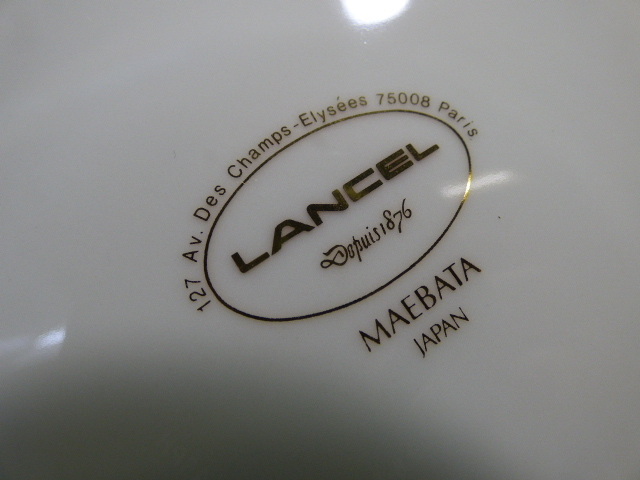 127 Av. Des Champs-Elysées 75008 Paris
LANCEL
Depuis 1876
MAEBATA
JAPAN